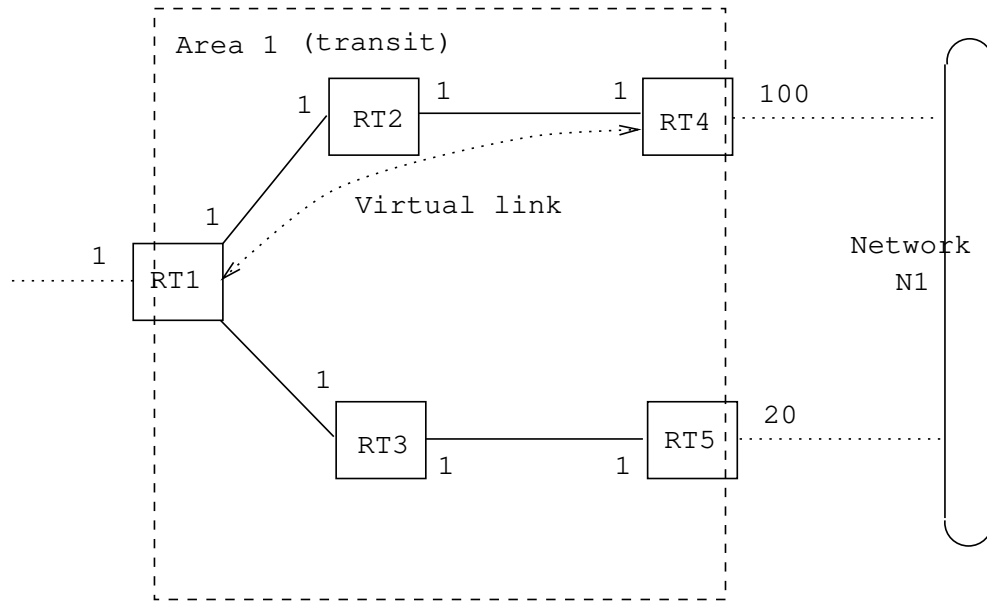 Area 1 (transit)
1
1
1
100
RT2
RT4
Virtual link
1
1
RT1
Network
N1
1
20
RT3
RT5
1
1